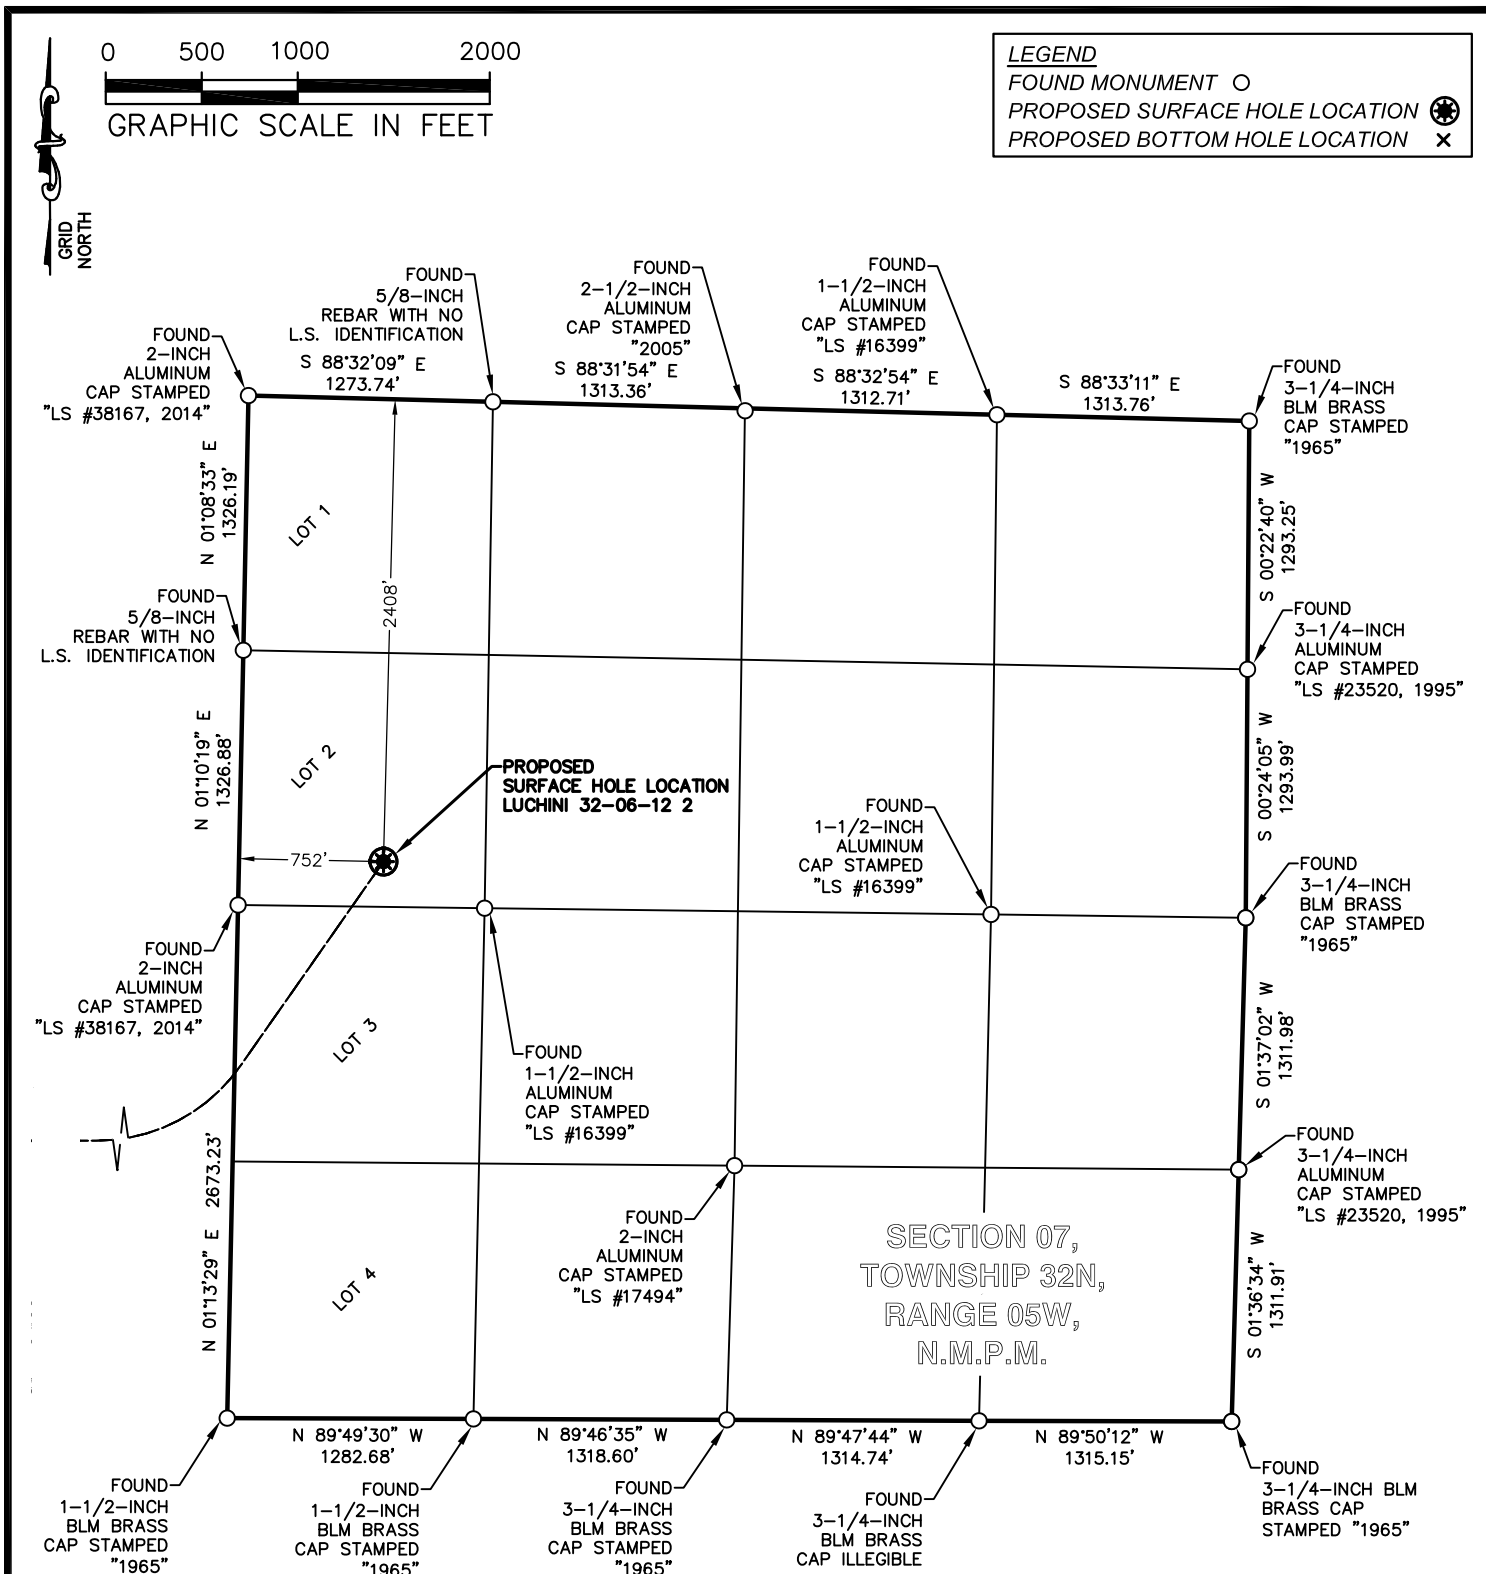 0 500 1000 2000
GRAPHIC SCALE IN FEET
GRID
NORTH
LEGEND
FOUND MONUMENT
PROPOSED SURFACE HOLE LOCATION
PROPOSED BOTTOM HOLE LOCATION
FOUND
2-INCH
ALUMINUM
CAP STAMPED
"LS #38167, 2014"
FOUND
5/8-INCH
REBAR WITH NO
L.S. IDENTIFICATION
S 88°32'09" E
1273.74'
FOUND
2-1/2-INCH
ALUMINUM
CAP STAMPED
"2005"
S 88°31'54" E
1313.36'
FOUND
1-1/2-INCH
ALUMINUM
CAP STAMPED
"LS #16399"
S 88°32'54" E
1312.71'
S 88°33'11" E
1313.76'
FOUND
3-1/4-INCH
BLM BRASS
CAP STAMPED
"1965"
N 01°08'33" E
1326.19'
LOT 1
2408'
S 00°22'40" W
1293.25'
FOUND
5/8-INCH
REBAR WITH NO
L.S. IDENTIFICATION
FOUND
3-1/4-INCH
ALUMINUM
CAP STAMPED
"LS #23520, 1995"
N 01°10'19" E
1326.88'
LOT 2
PROPOSED
SURFACE HOLE LOCATION
LUCHINI 32-06-12 2
752'
FOUND
1-1/2-INCH
ALUMINUM
CAP STAMPED
"LS #16399"
S 00°24'05" W
1293.99'
FOUND
3-1/4-INCH
BLM BRASS
CAP STAMPED
"1965"
FOUND
2-INCH
ALUMINUM
CAP STAMPED
"LS #38167, 2014"
LOT 3
FOUND
1-1/2-INCH
ALUMINUM
CAP STAMPED
"LS #16399"
S 01°37'02" W
1311.98'
FOUND
3-1/4-INCH
ALUMINUM
CAP STAMPED
"LS #23520, 1995"
N 01°13'29" E 2673.23'
LOT 4
FOUND
2-INCH
ALUMINUM
CAP STAMPED
"LS #17494"
SECTION 07,
TOWNSHIP 32N,
RANGE 05W,
N.M.P.M.
S 01°36'34" W
1311.91'
N 89°49'30" W
1282.68'
N 89°46'35" W
1318.60'
N 89°47'44" W
1314.74'
N 89°50'12" W
1315.15'
FOUND
1-1/2-INCH
BLM BRASS
CAP STAMPED
"1965"
FOUND
1-1/2-INCH
BLM BRASS
CAP STAMPED
"1965"
FOUND
3-1/4-INCH
BLM BRASS
CAP STAMPED
"1965"
FOUND
3-1/4-INCH
BLM BRASS
CAP ILLEGIBLE
FOUND
3-1/4-INCH BLM
BRASS CAP
STAMPED "1965"